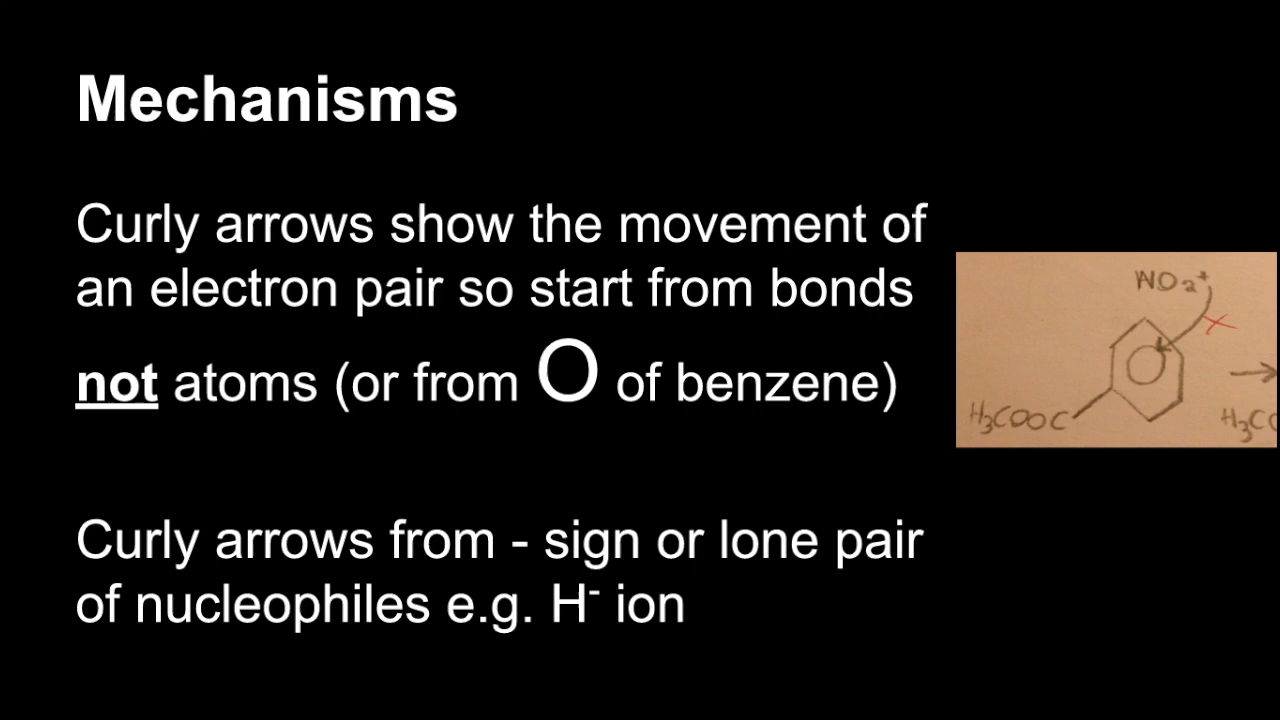 Mechanisms
Curly arrows show the movement of
an electron pair so start from bonds
not atoms (or from O of benzene)
Curly arrows from - sign or lone pair
of nucleophiles e.g. H⁻ ion
NO₂⁺
H₃COOC
H₃CO